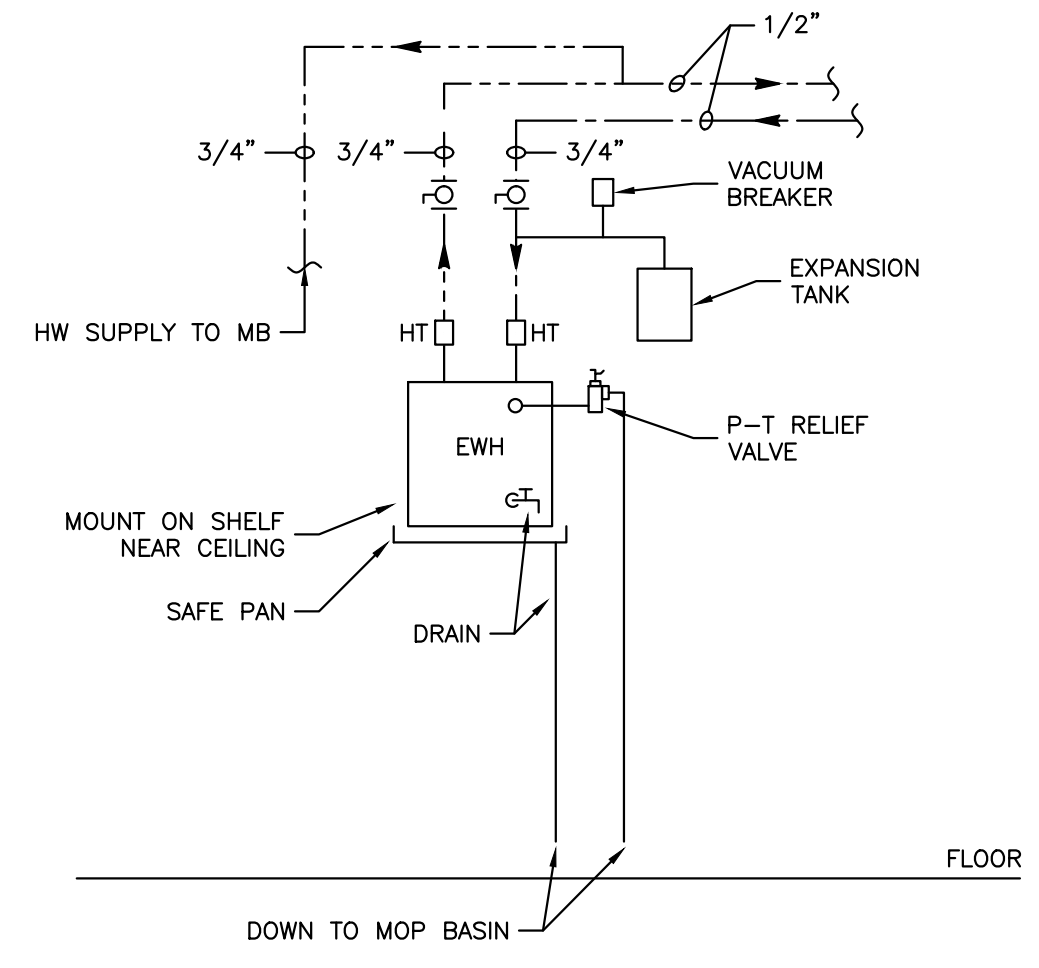 1/2"
3/4"
3/4"
3/4"
VACUUM
BREAKER
EXPANSION
TANK
HW SUPPLY TO MB
HT
HT
P-T RELIEF
VALVE
EWH
MOUNT ON SHELF
NEAR CEILING
SAFE PAN
DRAIN
FLOOR
DOWN TO MOP BASIN